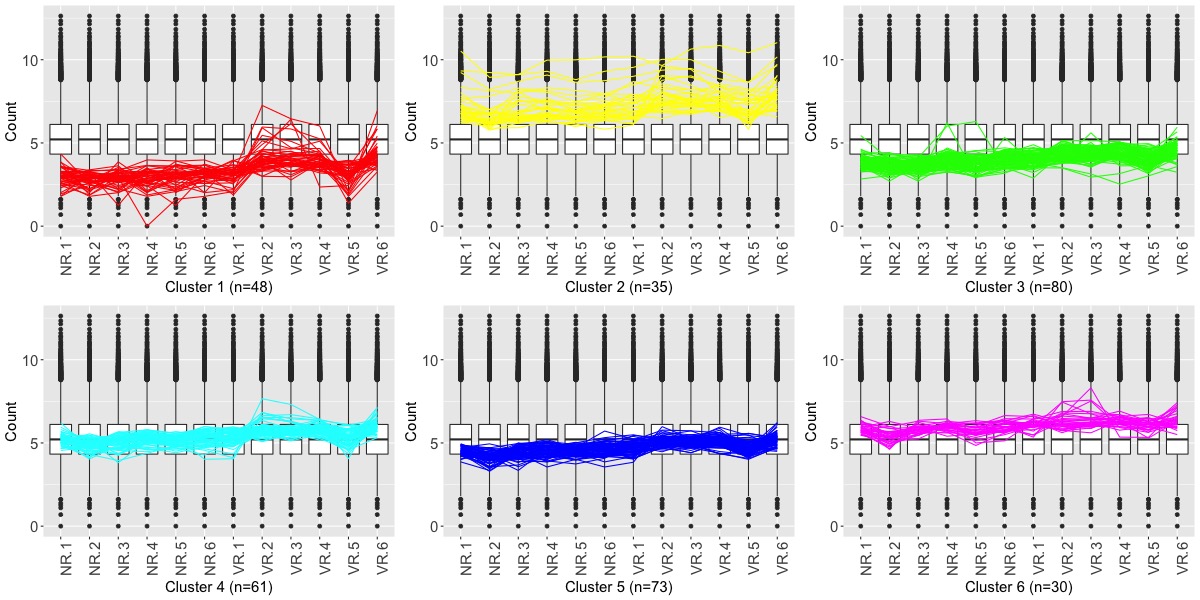 Count
10
5
0
NR.1 NR.2 NR.3 NR.4 NR.5 NR.6 VR.1 VR.2 VR.3 VR.4 VR.5 VR.6
Cluster 1 (n=48)
Count
10
5
0
NR.1 NR.2 NR.3 NR.4 NR.5 NR.6 VR.1 VR.2 VR.3 VR.4 VR.5 VR.6
Cluster 2 (n=35)
Count
10
5
0
NR.1 NR.2 NR.3 NR.4 NR.5 NR.6 VR.1 VR.2 VR.3 VR.4 VR.5 VR.6
Cluster 3 (n=80)
Count
10
5
0
NR.1 NR.2 NR.3 NR.4 NR.5 NR.6 VR.1 VR.2 VR.3 VR.4 VR.5 VR.6
Cluster 4 (n=61)
Count
10
5
0
NR.1 NR.2 NR.3 NR.4 NR.5 NR.6 VR.1 VR.2 VR.3 VR.4 VR.5 VR.6
Cluster 5 (n=73)
Count
10
5
0
NR.1 NR.2 NR.3 NR.4 NR.5 NR.6 VR.1 VR.2 VR.3 VR.4 VR.5 VR.6
Cluster 6 (n=30)